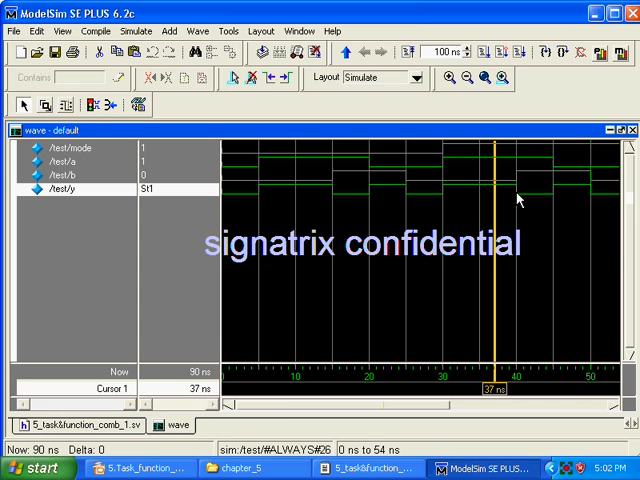 ModelSim SE PLUS 6.2c
File Edit View Compile Simulate Add Wave Tools Layout Window Help
100 ns
Contains
Layout Simulate
wave - default
/test/mode 1
/test/a 1
/test/b 0
/test/y St1
signatrix confidential
Now 90 ns
Cursor 1 37 ns
10 20 30 40 50
37 ns
5_task&function_comb_1.sv wave
Now: 90 ns Delta: 0 sim:/test/#ALWAYS#26 0 ns to 54 ns
start 5.Task_function_... chapter_5 5_task&function_co... ModelSim SE PLUS... 5:02 PM